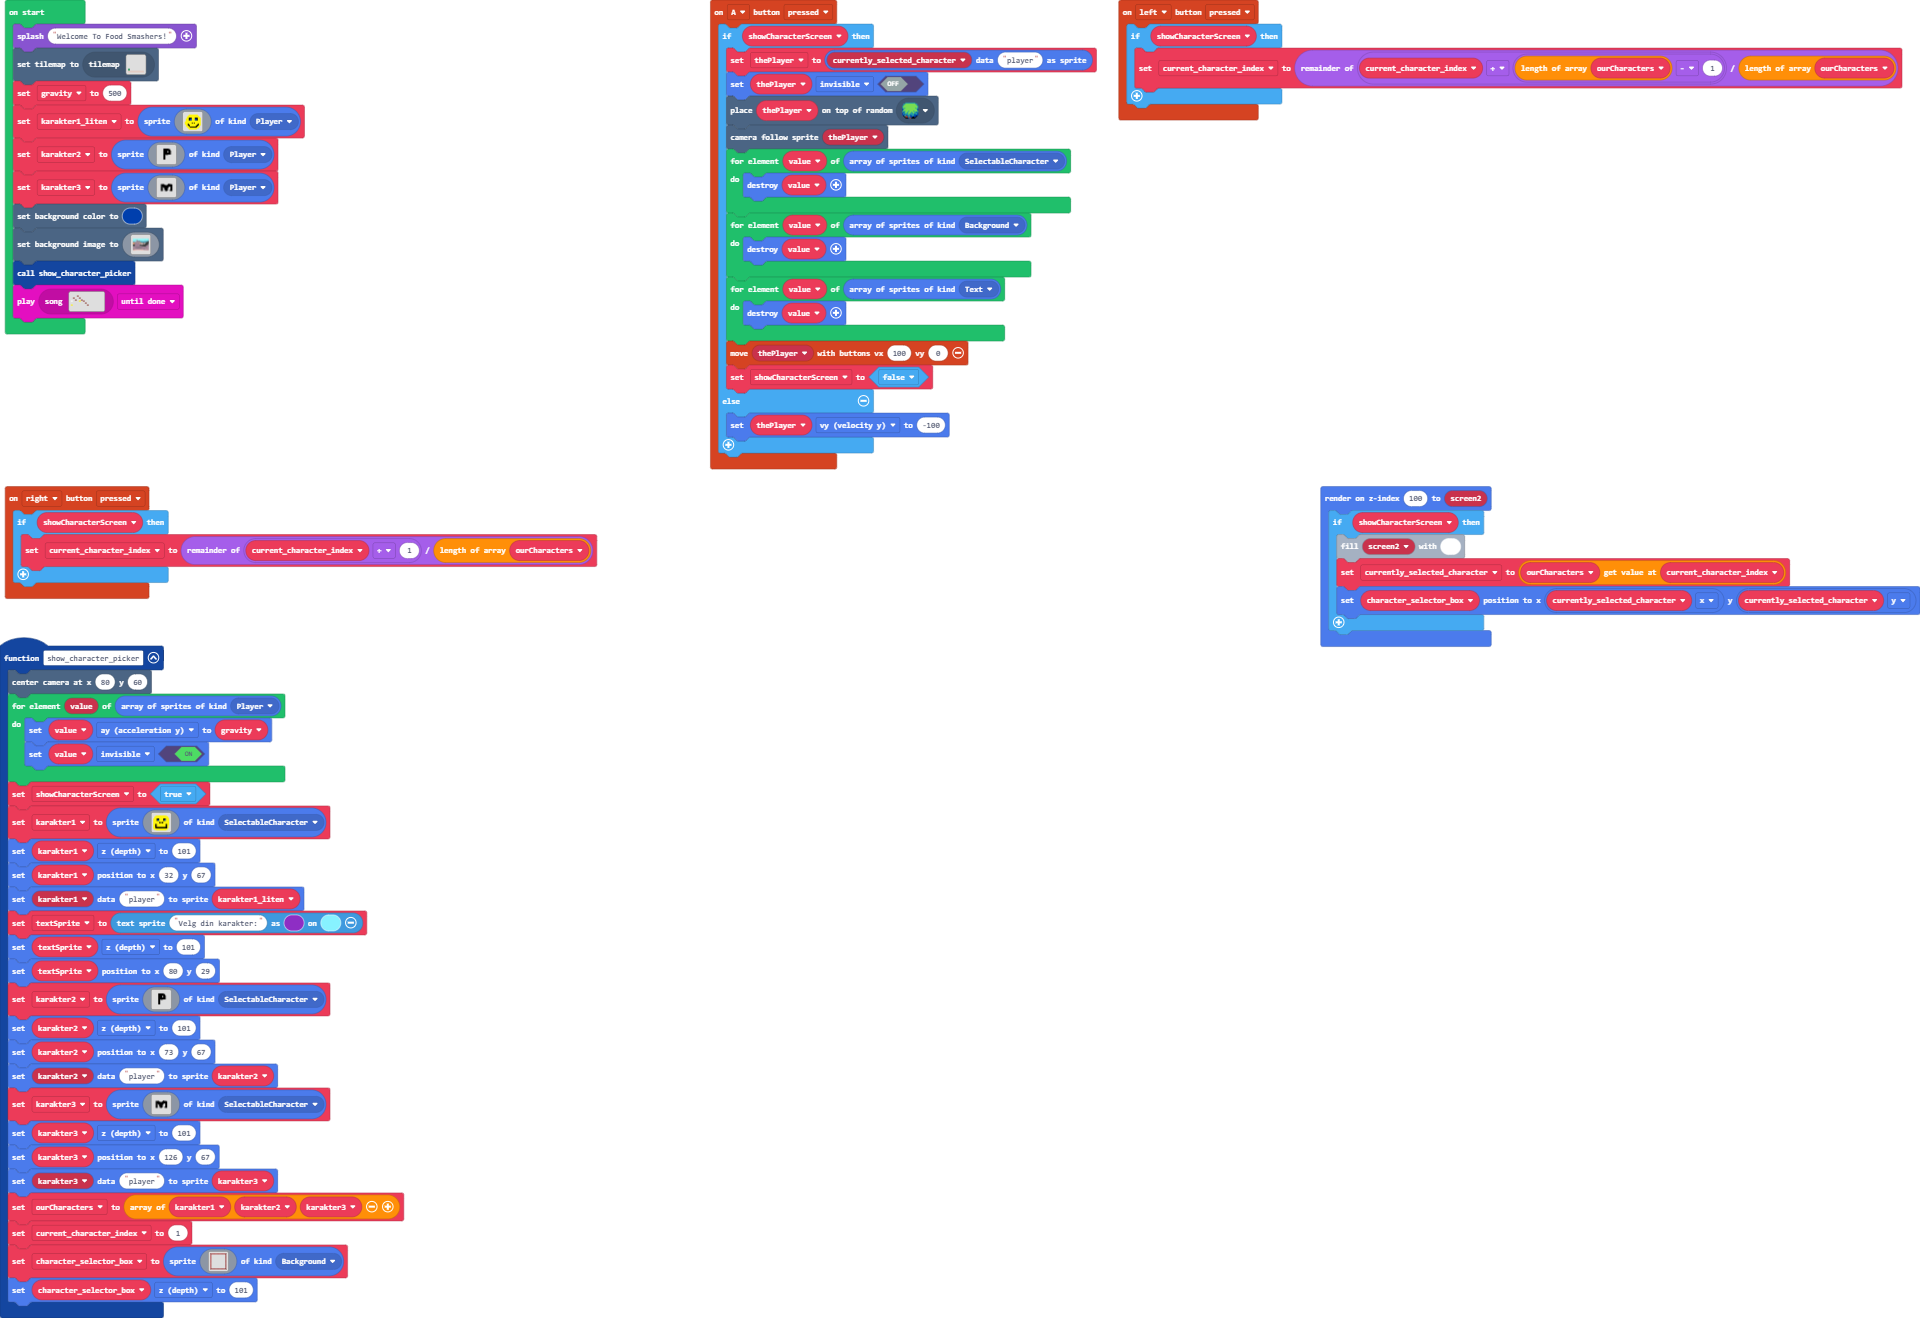 on start
splash "Welcome To Food Smashers!"
set tilemap to tilemap
set gravity to 500
set karakter1_liten to sprite of kind Player
set karakter2 to sprite P of kind Player
set karakter3 to sprite m of kind Player
set background color to
set background image to
call show_character_picker
play song until done
on A button pressed
if showCharacterScreen then
set thePlayer to currently_selected_character data "player" as sprite
set thePlayer invisible OFF
place thePlayer on top of random
camera follow sprite thePlayer
for element value of array of sprites of kind SelectableCharacter
do destroy value
for element value of array of sprites of kind Background
do destroy value
for element value of array of sprites of kind Text
do destroy value
move thePlayer with buttons vx 100 vy 0
set showCharacterScreen to false
else
set thePlayer vy (velocity y) to -100
on left button pressed
if showCharacterScreen then
set current_character_index to remainder of current_character_index + length of array ourCharacters - 1 / length of array ourCharacters
on right button pressed
if showCharacterScreen then
set current_character_index to remainder of current_character_index + 1 / length of array ourCharacters
render on z-index 100 to screen2
if showCharacterScreen then
fill screen2 with
set currently_selected_character to ourCharacters get value at current_character_index
set character_selector_box position to x currently_selected_character x y currently_selected_character y
function show_character_picker
center camera at x 80 y 60
for element value of array of sprites of kind Player
do set value ay (acceleration y) to gravity
set value invisible ON
set showCharacterScreen to true
set karakter1 to sprite of kind SelectableCharacter
set karakter1 z (depth) to 101
set karakter1 position to x 32 y 67
set karakter1 data "player" to sprite karakter1_liten
set textSprite to text sprite "Velg din karakter:" as on
set textSprite z (depth) to 101
set textSprite position to x 80 y 29
set karakter2 to sprite P of kind SelectableCharacter
set karakter2 z (depth) to 101
set karakter2 position to x 73 y 67
set karakter2 data "player" to sprite karakter2
set karakter3 to sprite m of kind SelectableCharacter
set karakter3 z (depth) to 101
set karakter3 position to x 126 y 67
set karakter3 data "player" to sprite karakter3
set ourCharacters to array of karakter1 karakter2 karakter3
set current_character_index to 1
set character_selector_box to sprite of kind Background
set character_selector_box z (depth) to 101